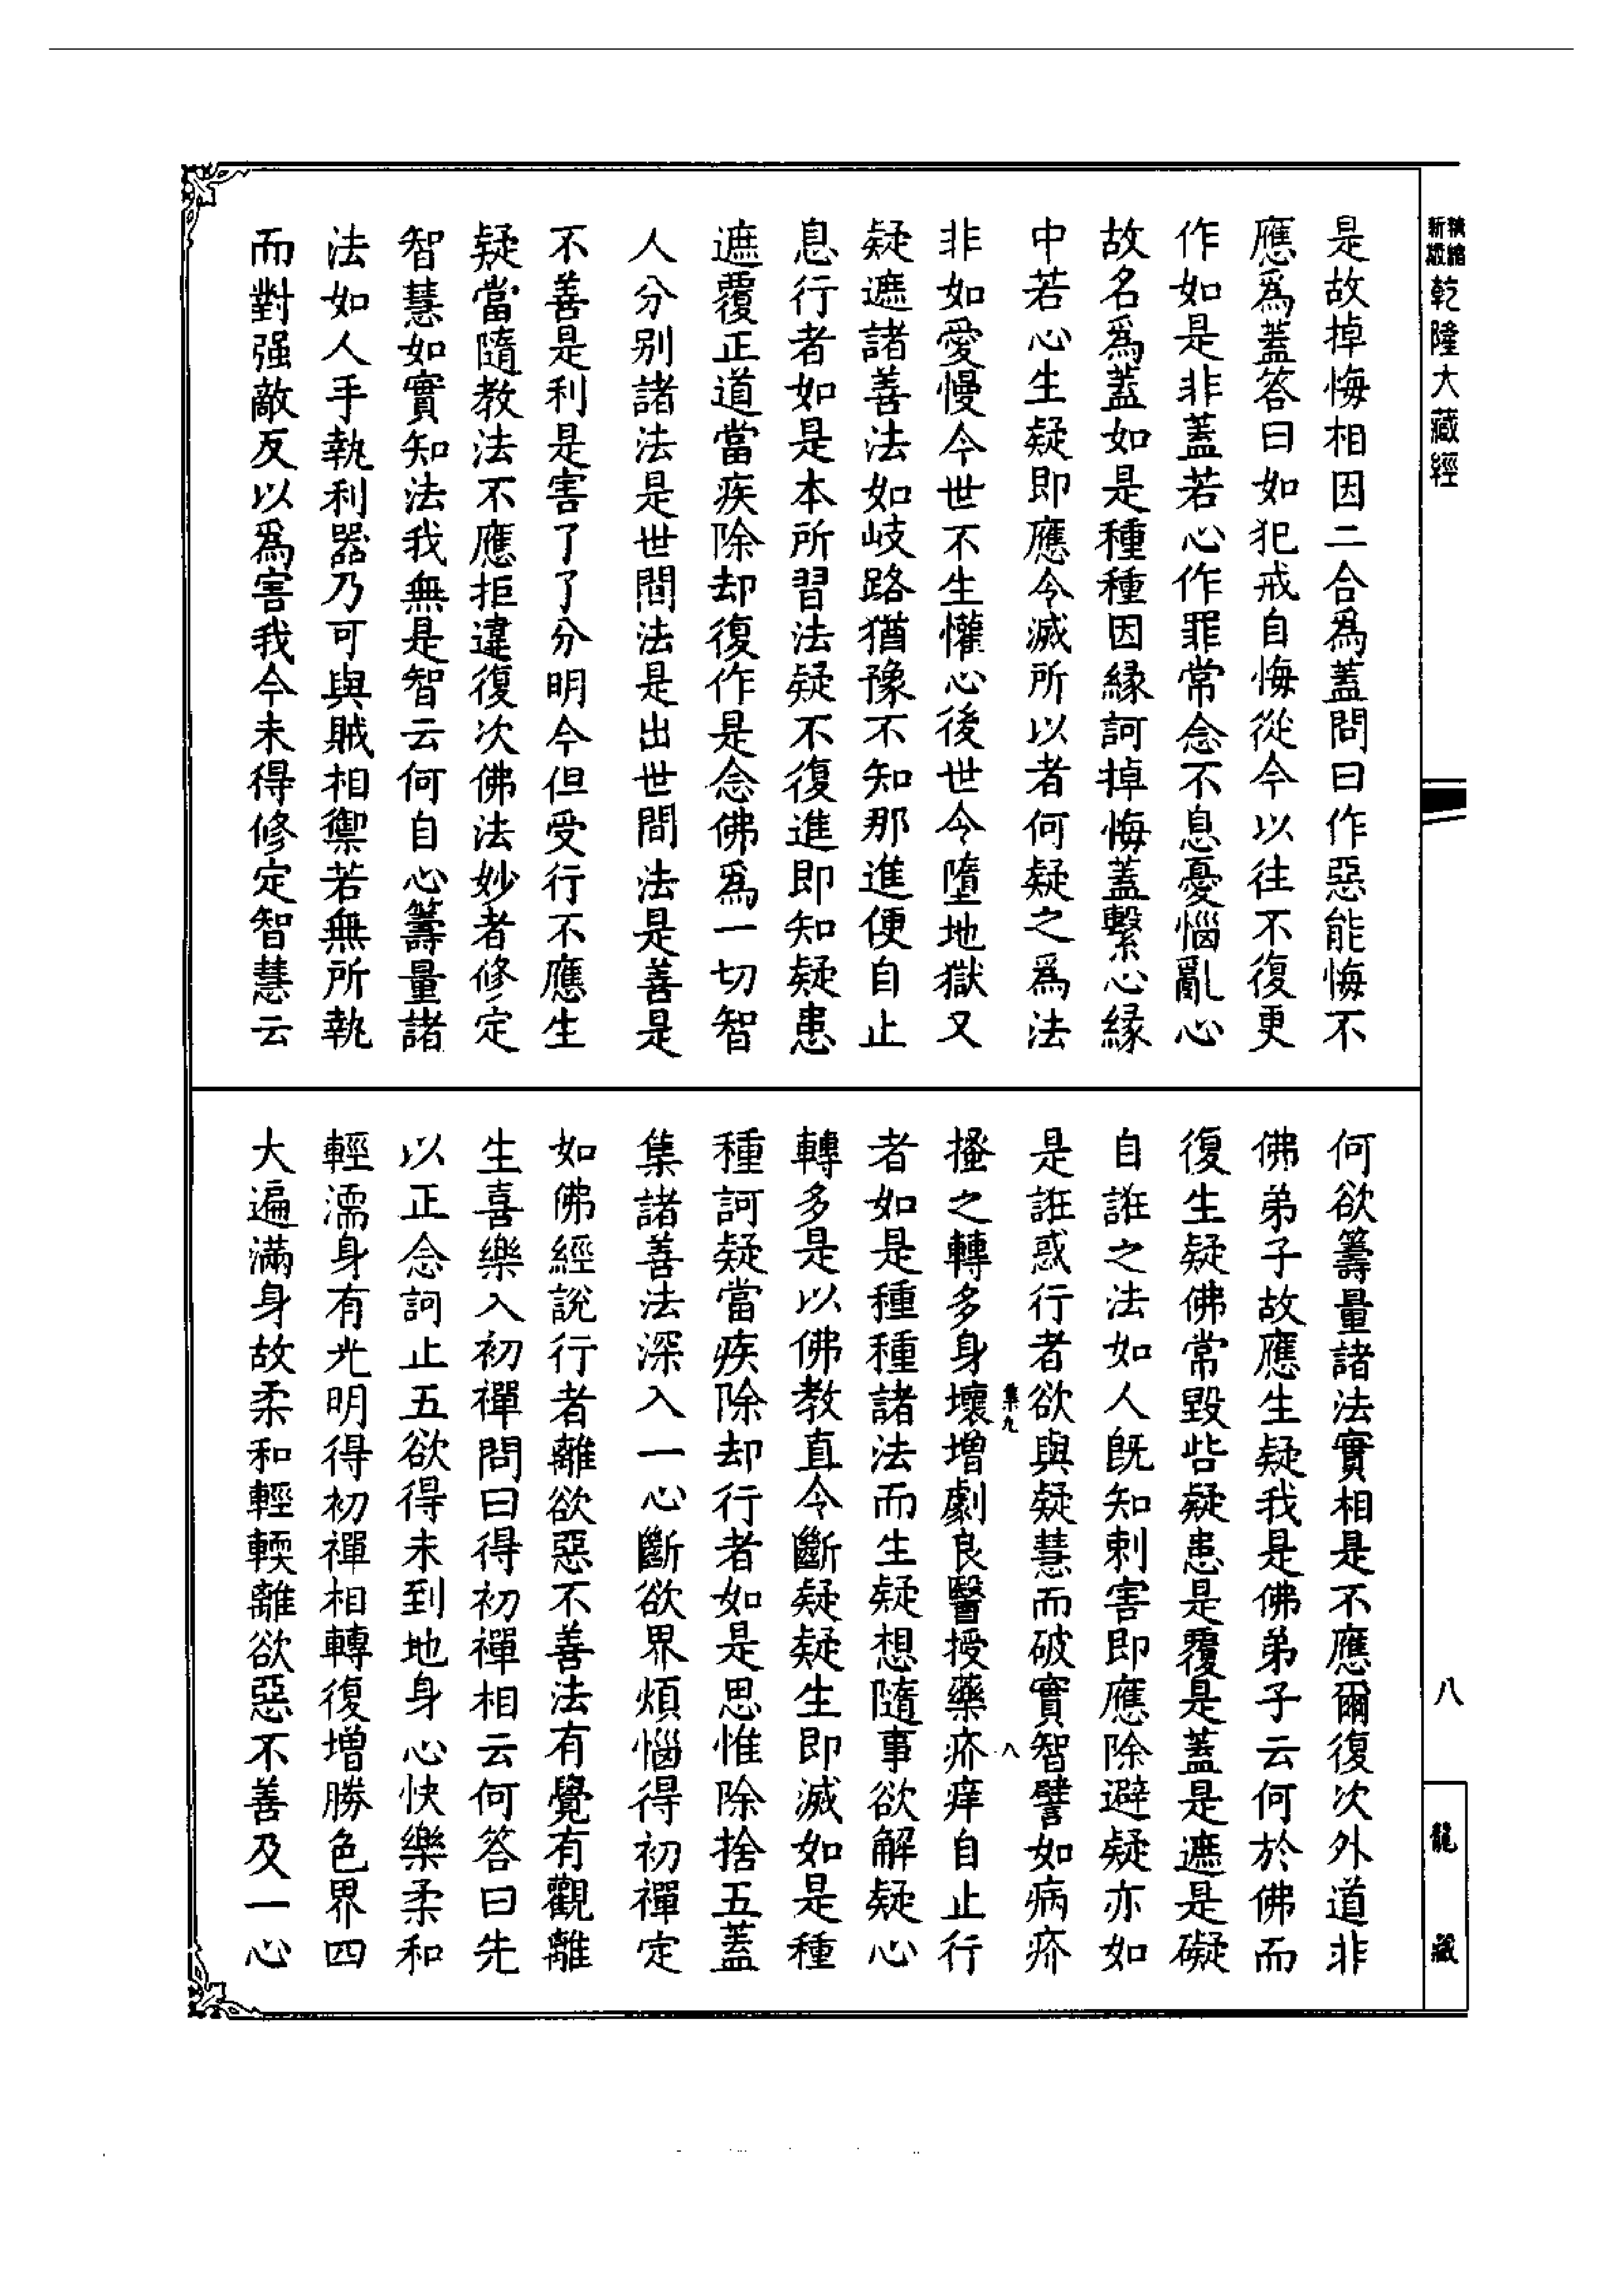 新縮
乾隆大藏經
是故掉悔相因二合爲蓋問曰作惡能悔不
應爲蓋答曰如犯戒自悔從今以往不復更
作如是非蓋若心作罪常念不息憂惱亂心
故名爲蓋如是種種因緣訶掉悔蓋繫心緣
中若心生疑即應令滅所以者何疑之爲法
非如愛慢今世不生懽心後世令墮地獄又
疑遮諸善法如岐路猶豫不知那進便自止
息行者如是本所習法疑不復進即知疑患
遮覆正道當疾除却復作是念佛爲一切智
人分別諸法是世間法是出世間法是善是
不善是利是害了了分明今但受行不應生
疑當隨教法不應拒違復次佛法妙者修定
智慧如實知法我無是智云何自心籌量諸
法如人手執利器乃可與賊相禦若無所執
而對强敵反以爲害我今未得修定智慧云
何欲籌量諸法實相是不應爾復次外道非
佛弟子故應生疑我是佛弟子云何於佛而
復生疑佛常毀呰疑患是覆是蓋是遮是礙
自誑之法如人既知刺害即應除避疑亦如
是誑惑行者欲與疑慧而破實智譬如病疥
搔之轉多身壞增劇良醫授藥疥痒自止行
者如是種種諸法而生疑想隨事欲解疑心
轉多是以佛教直令斷疑疑生即滅如是種
種訶疑當疾除却行者如是思惟除捨五蓋
集諸善法深入一心斷欲界煩惱得初禪定
如佛經說行者離欲惡不善法有覺有觀離
生喜樂入初禪問曰得初禪相云何答曰先
以正念訶止五欲得未到地身心快樂柔和
輕濡身有光明得初禪相轉復增勝色界四
大遍滿身故柔和輕輭離欲惡不善及一心
集九
八
八
龍藏